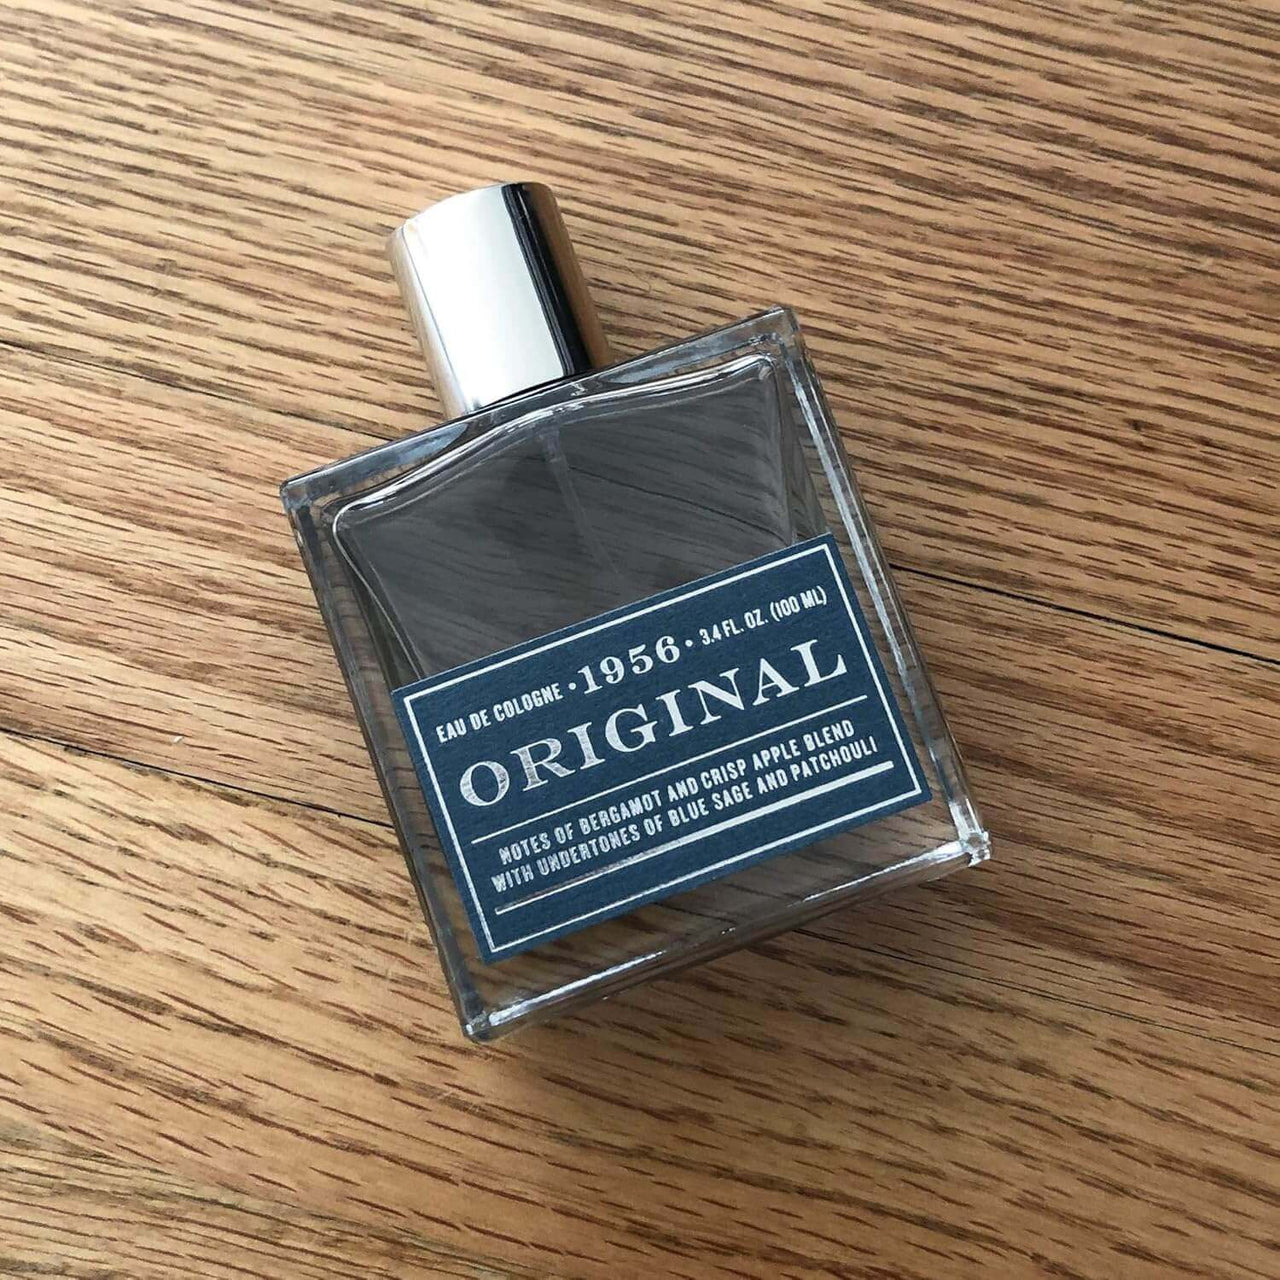 EAU DE COLOGNE · 1956 · 3.4 FL. OZ. (100 ML)
ORIGINAL
NOTES OF BERGAMOT AND CRISP APPLE BLEND
WITH UNDERTONES OF BLUE SAGE AND PATCHOULI